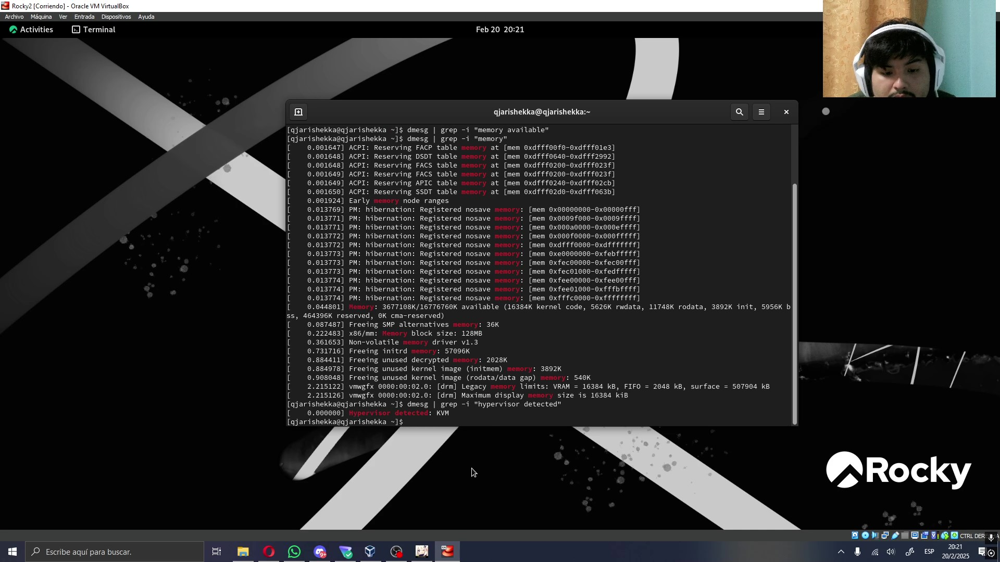 Rocky2 [Corriendo] - Oracle VM VirtualBox
Archivo Máquina Ver Entrada Dispositivos Ayuda
Activities Terminal Feb 20 20:21
qjarishekka@qjarishekka:~
[qjarishekka@qjarishekka ~]$ dmesg | grep -i "memory available"
[qjarishekka@qjarishekka ~]$ dmesg | grep -i "memory"
[    0.001647] ACPI: Reserving FACP table memory at [mem 0xdfff00f0-0xdfff01e3]
[    0.001648] ACPI: Reserving DSDT table memory at [mem 0xdfff0640-0xdfff2992]
[    0.001648] ACPI: Reserving FACS table memory at [mem 0xdfff0200-0xdfff023f]
[    0.001649] ACPI: Reserving FACS table memory at [mem 0xdfff0200-0xdfff023f]
[    0.001649] ACPI: Reserving APIC table memory at [mem 0xdfff0240-0xdfff02cb]
[    0.001650] ACPI: Reserving SSDT table memory at [mem 0xdfff02d0-0xdfff063b]
[    0.001924] Early memory node ranges
[    0.013769] PM: hibernation: Registered nosave memory: [mem 0x00000000-0x00000fff]
[    0.013771] PM: hibernation: Registered nosave memory: [mem 0x0009f000-0x0009ffff]
[    0.013771] PM: hibernation: Registered nosave memory: [mem 0x000a0000-0x000effff]
[    0.013772] PM: hibernation: Registered nosave memory: [mem 0x000f0000-0x000fffff]
[    0.013772] PM: hibernation: Registered nosave memory: [mem 0xdfff0000-0xdfffffff]
[    0.013773] PM: hibernation: Registered nosave memory: [mem 0xe0000000-0xfebfffff]
[    0.013773] PM: hibernation: Registered nosave memory: [mem 0xfec00000-0xfec00fff]
[    0.013773] PM: hibernation: Registered nosave memory: [mem 0xfec01000-0xfedfffff]
[    0.013774] PM: hibernation: Registered nosave memory: [mem 0xfee00000-0xfee00fff]
[    0.013774] PM: hibernation: Registered nosave memory: [mem 0xfee01000-0xfffbffff]
[    0.013774] PM: hibernation: Registered nosave memory: [mem 0xfffc0000-0xffffffff]
[    0.044801] Memory: 3677108K/16776760K available (16384K kernel code, 5626K rwdata, 11748K rodata, 3892K init, 5956K b
ss, 464396K reserved, 0K cma-reserved)
[    0.087487] Freeing SMP alternatives memory: 36K
[    0.222483] x86/mm: Memory block size: 128MB
[    0.361653] Non-volatile memory driver v1.3
[    0.731716] Freeing initrd memory: 57096K
[    0.884411] Freeing unused decrypted memory: 2028K
[    0.884978] Freeing unused kernel image (initmem) memory: 3892K
[    0.908048] Freeing unused kernel image (rodata/data gap) memory: 540K
[    2.215122] vmwgfx 0000:00:02.0: [drm] Legacy memory limits: VRAM = 16384 kB, FIFO = 2048 kB, surface = 507904 kB
[    2.215126] vmwgfx 0000:00:02.0: [drm] Maximum display memory size is 16384 kiB
[qjarishekka@qjarishekka ~]$ dmesg | grep -i "hypervisor detected"
[    0.000000] Hypervisor detected: KVM
[qjarishekka@qjarishekka ~]$
Rocky
CTRL DERECHA
Escribe aquí para buscar.
9+
64
ESP
20:21
20/2/2025